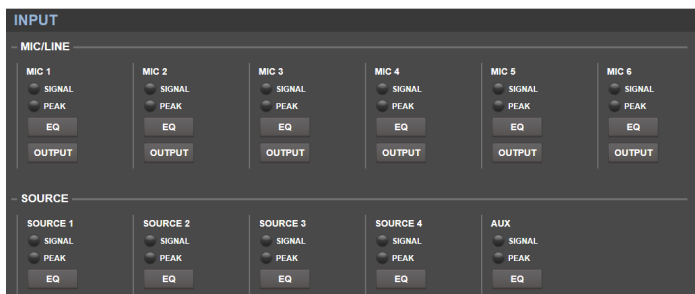 INPUT
MIC/LINE
MIC 1 MIC 2 MIC 3 MIC 4 MIC 5 MIC 6
SIGNAL SIGNAL SIGNAL SIGNAL SIGNAL SIGNAL
PEAK PEAK PEAK PEAK PEAK PEAK
EQ EQ EQ EQ EQ EQ
OUTPUT OUTPUT OUTPUT OUTPUT OUTPUT OUTPUT
SOURCE
SOURCE 1 SOURCE 2 SOURCE 3 SOURCE 4 AUX
SIGNAL SIGNAL SIGNAL SIGNAL SIGNAL
PEAK PEAK PEAK PEAK PEAK
EQ EQ EQ EQ EQ